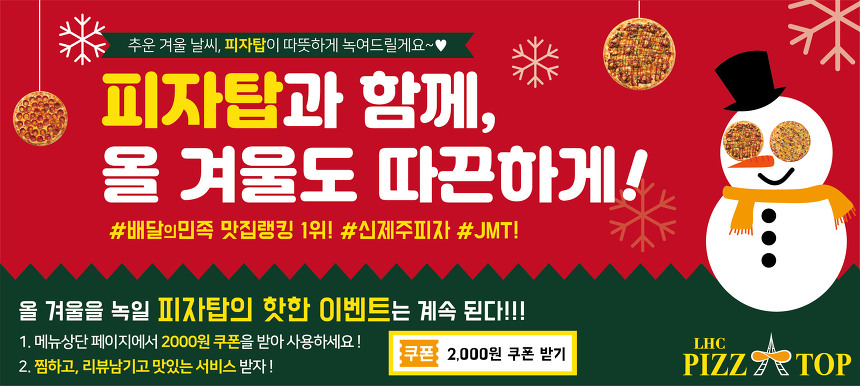 추운 겨울 날씨, 피자탑이 따뜻하게 녹여드릴게요~♥
피자탑과 함께,
올 겨울도 따끈하게!
#배달의민족 맛집랭킹 1위! #신제주피자 #JMT!
올 겨울을 녹일 피자탑의 핫한 이벤트는 계속 된다!!!
1. 메뉴상단 페이지에서 2000원 쿠폰을 받아 사용하세요!
2. 찜하고, 리뷰남기고 맛있는 서비스 받자!
쿠폰 2,000원 쿠폰 받기
LHC
PIZZ TOP